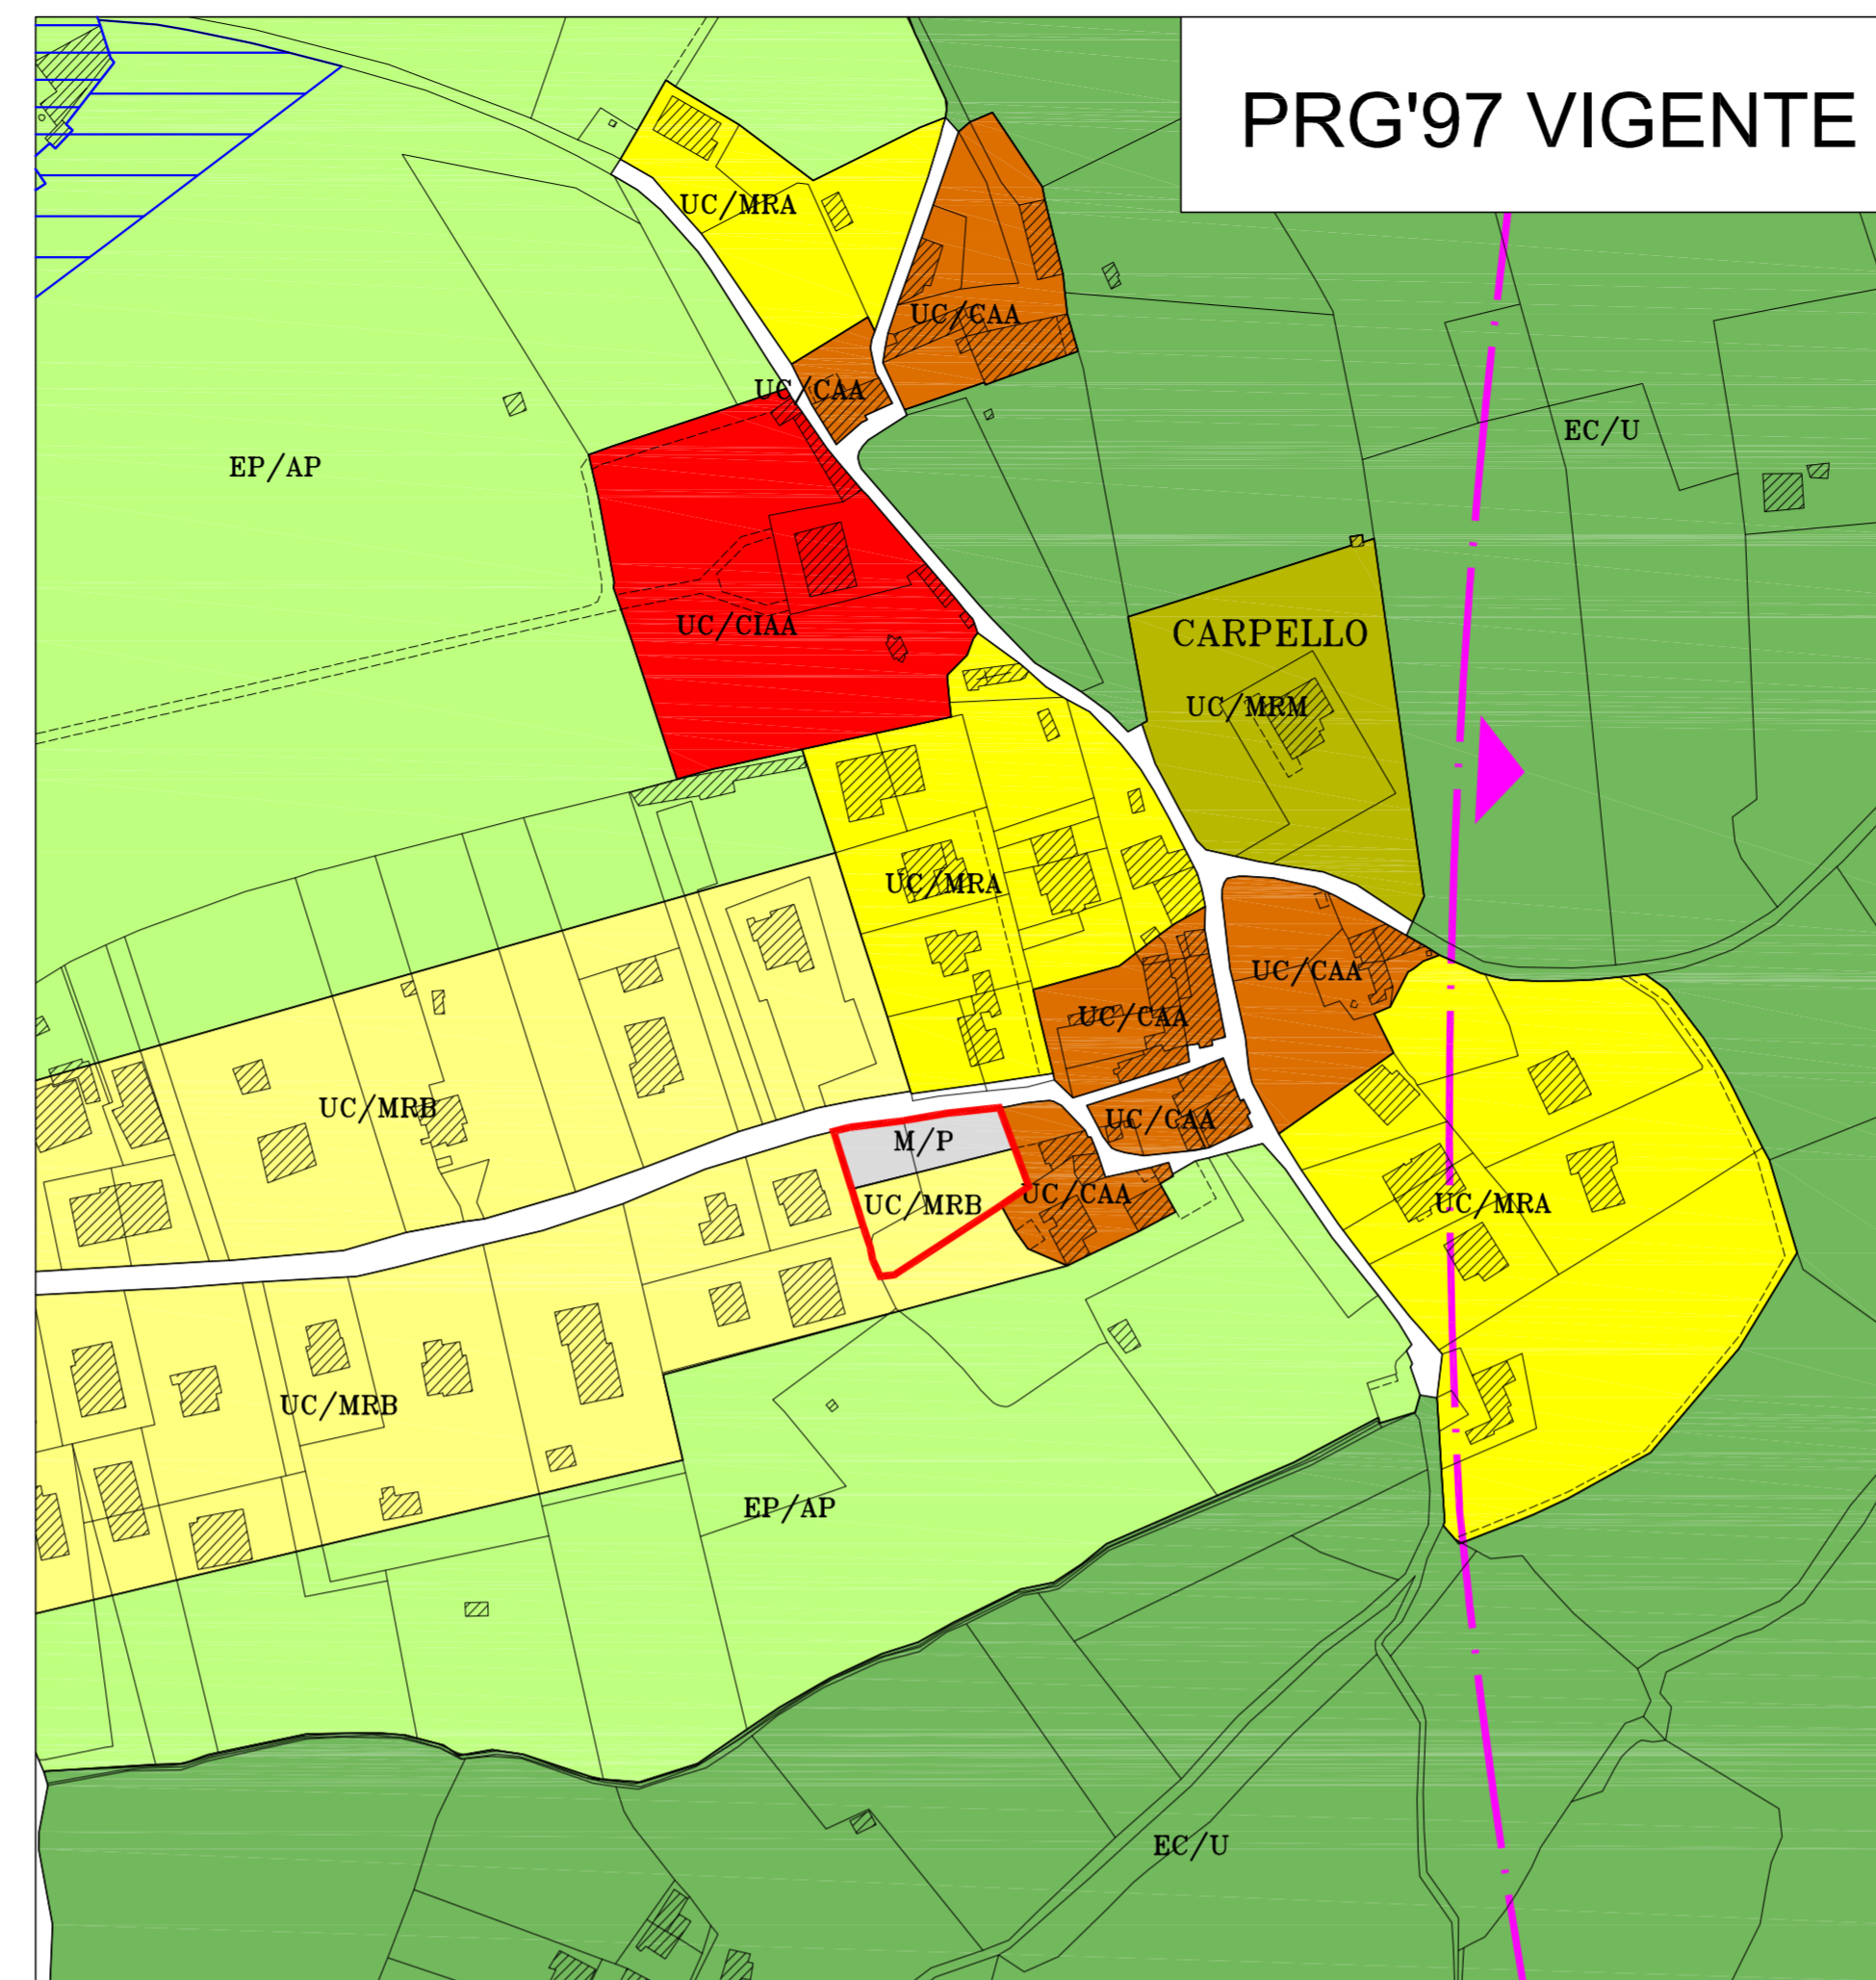 PRG'97 VIGENTE
UC/MRA
UC/CAA
UC/CAA
EC/U
EP/AP
UC/CIAA
CARPELLO
UC/MRM
UC/MRA
UC/CAA
UC/CAA
UC/MRB
UC/CAA
M/P
UC/CAA
UC/MRB
UC/MRA
UC/MRB
EP/AP
EC/U